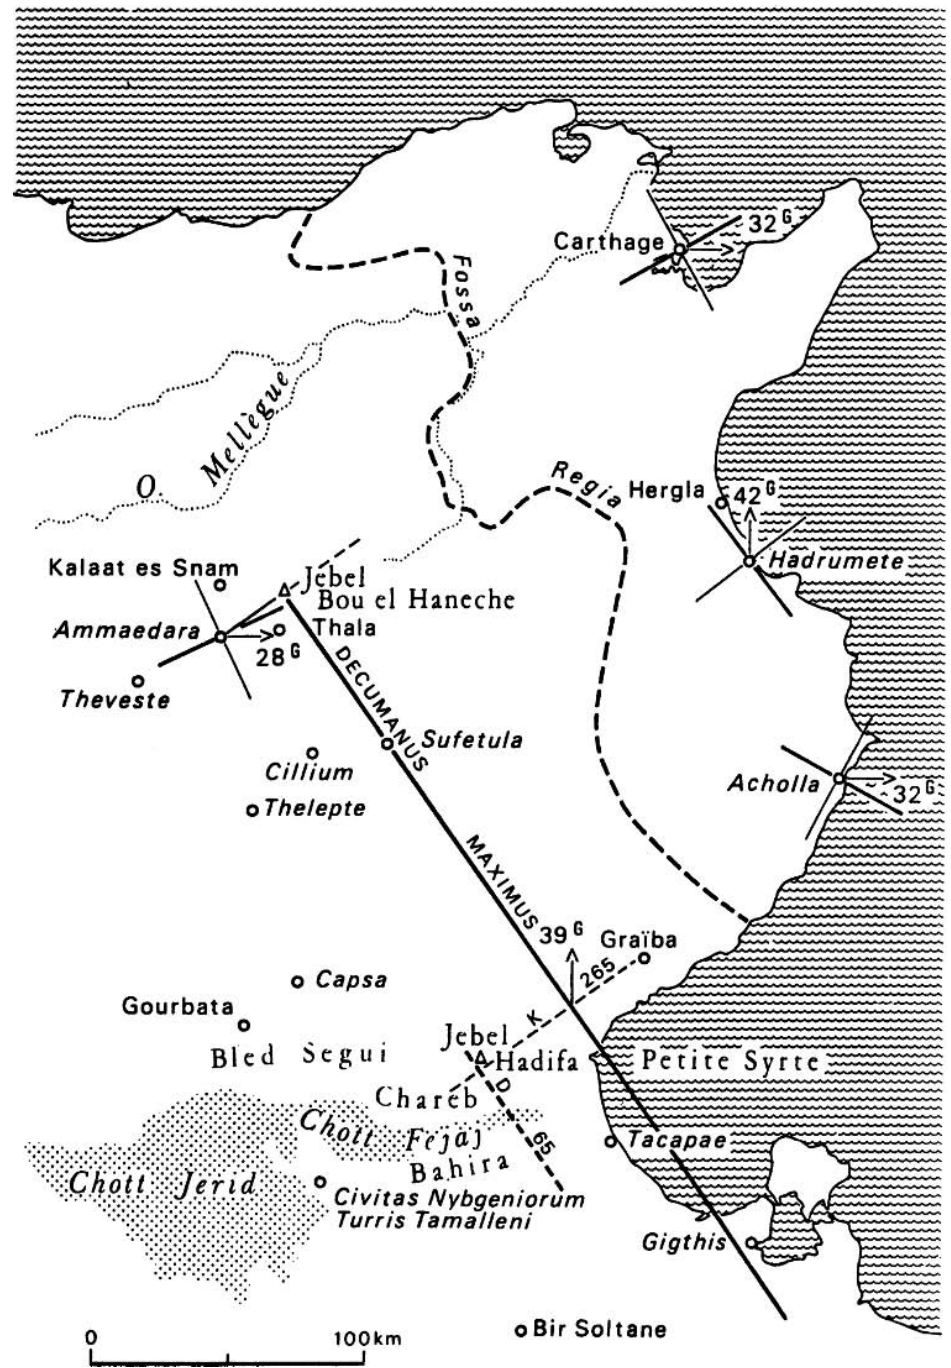 32 G
Carthage
Fossa
Mellègue
O.
Regia
Hergla
42 G
Hadrumete
Kalaat es Snam
Jebel
Bou el Haneche
Ammaedara
Thala
28 G
Theveste
DECUMANUS
Sufetula
Cillium
Thelepte
Acholla
32 G
MAXIMUS
39 G
Graïba
265
K
Capsa
Gourbata
Bled Segui
Jebel
Hadifa
Petite Syrte
Chareb
D
65
Chott Fejaj
Tacapae
Bahira
Chott Jerid
Civitas Nybgeniorum
Turris Tamalleni
Gigthis
Bir Soltane
0 100km